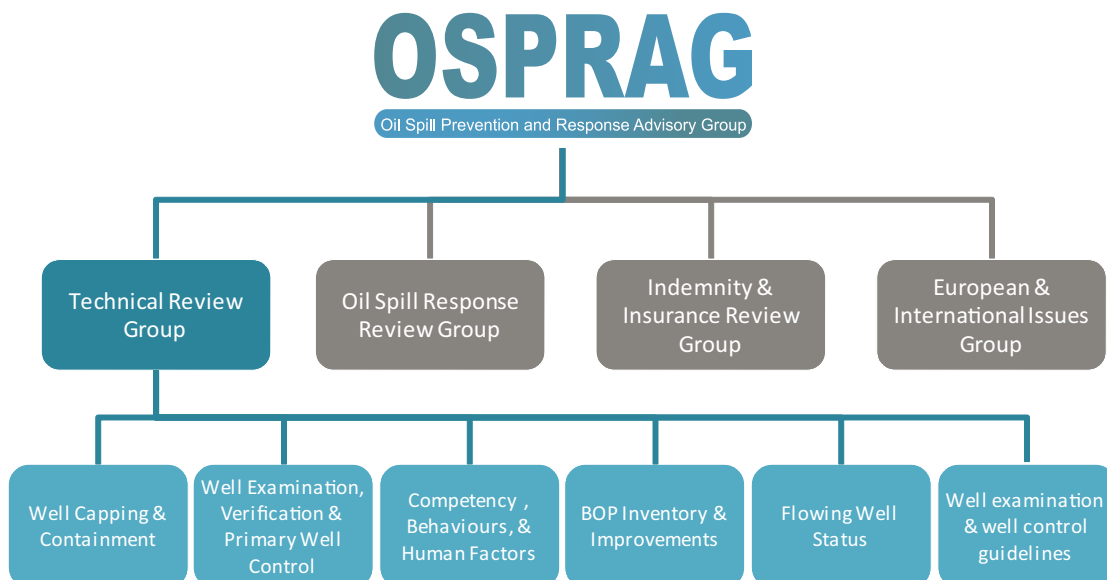 OSPRAG
Oil Spill Prevention and Response Advisory Group
Technical Review
Group
Oil Spill Response
Review Group
Indemnity &
Insurance Review
Group
European &
International Issues
Group
Well Capping &
Containment
Well Examination,
Verification &
Primary Well
Control
Competency ,
Behaviours, &
Human Factors
BOP Inventory &
Improvements
Flowing Well
Status
Well examination
& well control
guidelines